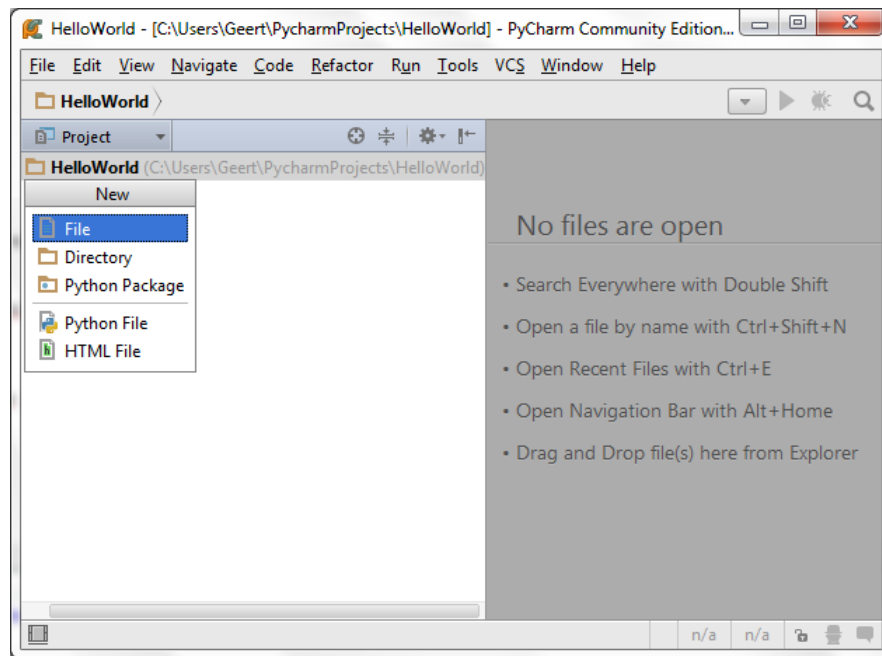 HelloWorld - [C:\Users\Geert\PycharmProjects\HelloWorld] - PyCharm Community Edition...
File Edit View Navigate Code Refactor Run Tools VCS Window Help
HelloWorld
Project
HelloWorld (C:\Users\Geert\PycharmProjects\HelloWorld)
New
File
Directory
Python Package
Python File
HTML File
No files are open
• Search Everywhere with Double Shift
• Open a file by name with Ctrl+Shift+N
• Open Recent Files with Ctrl+E
• Open Navigation Bar with Alt+Home
• Drag and Drop file(s) here from Explorer
n/a n/a